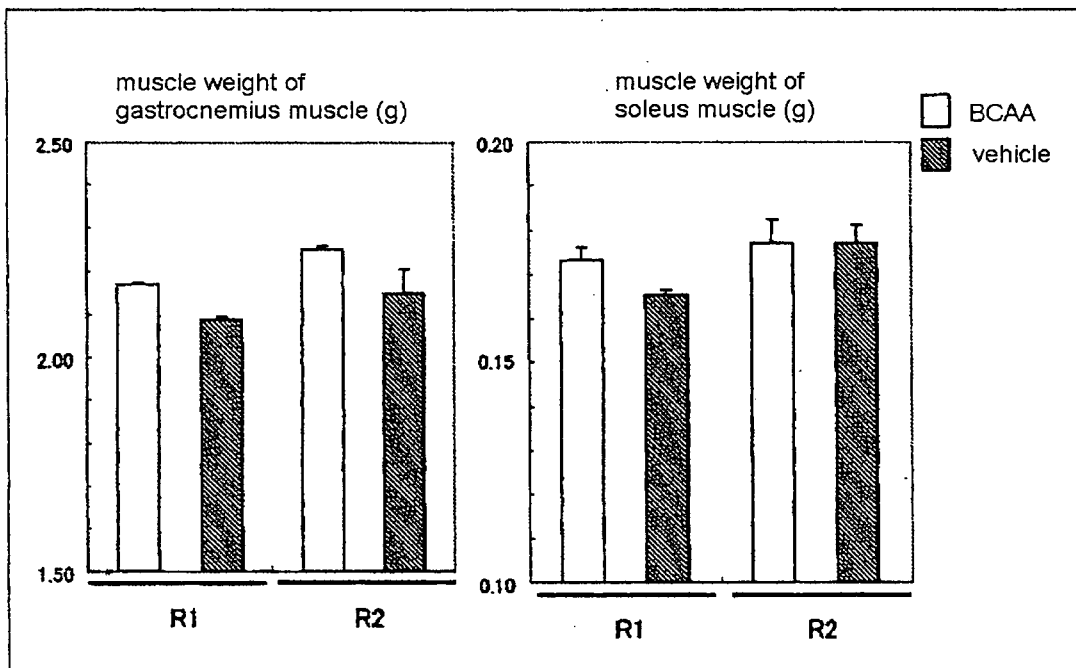 muscle weight of
gastrocnemius muscle (g)
2.50
2.00
1.50
R1
R2
muscle weight of
soleus muscle (g)
0.20
0.15
0.10
R1
R2
BCAA
vehicle